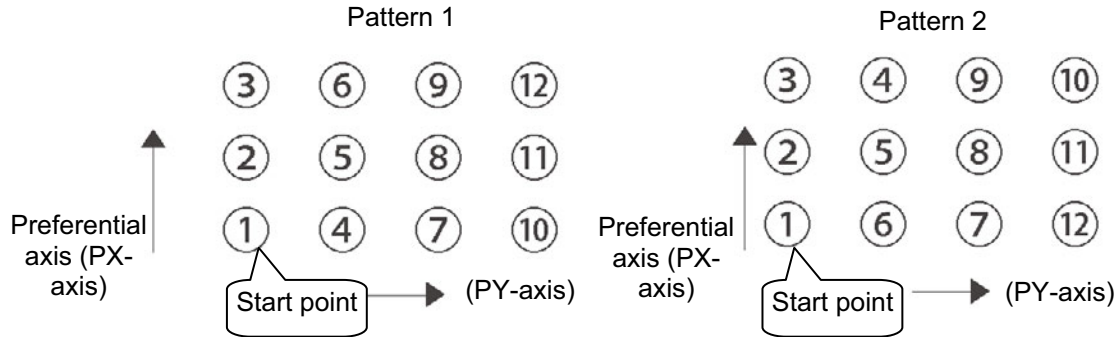 Pattern 1
3 6 9 12
2 5 8 11
1 4 7 10
Preferential
axis (PX-
axis)
Start point
(PY-axis)
Pattern 2
3 4 9 10
2 5 8 11
1 6 7 12
Preferential
axis (PX-
axis)
Start point
(PY-axis)